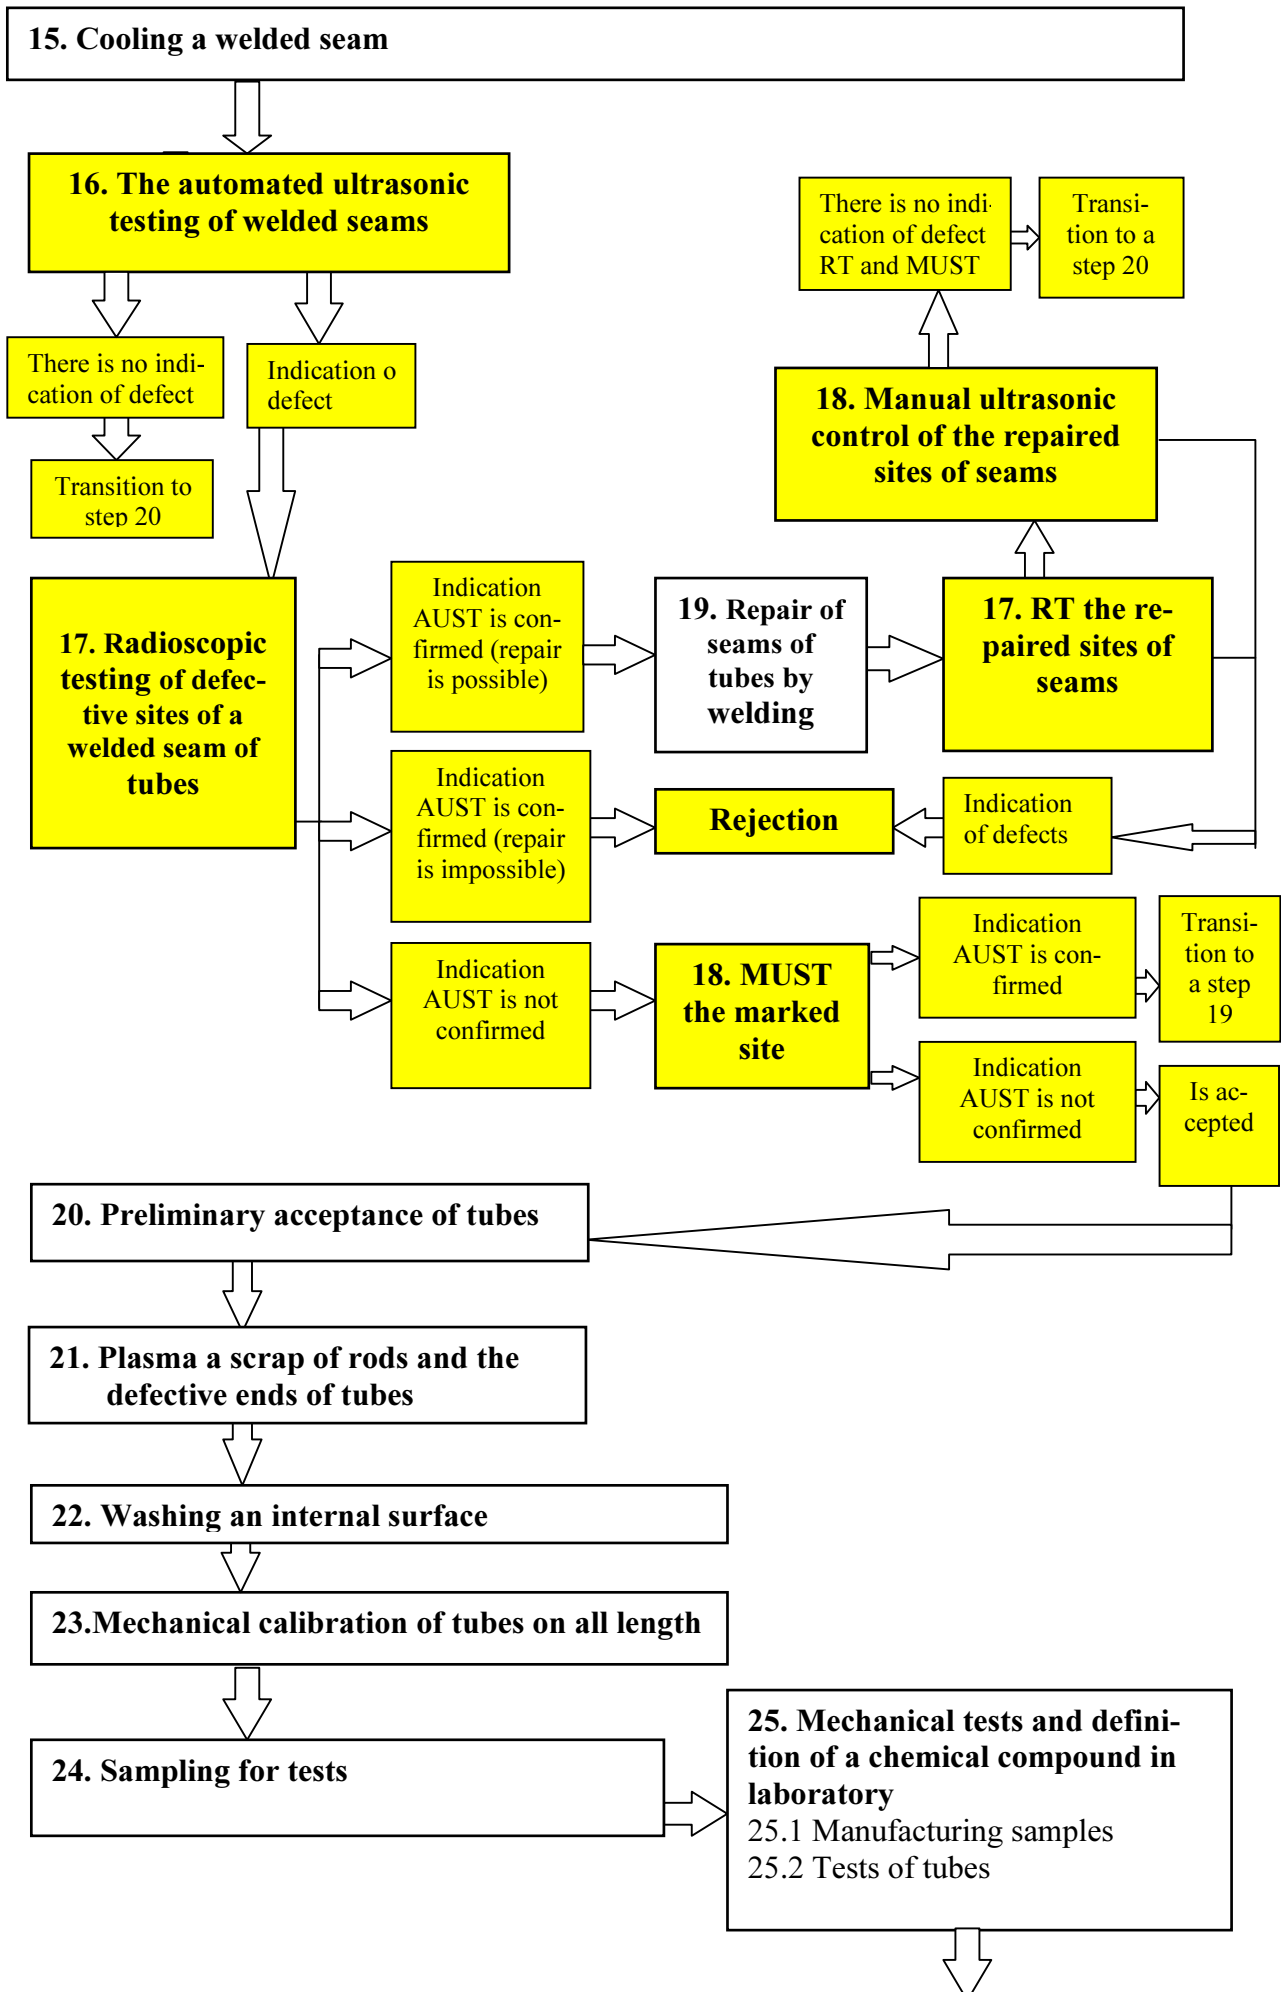 15. Cooling a welded seam
16. The automated ultrasonic
testing of welded seams
There is no indi-
cation of defect
Transition to
step 20
Indication o
defect
There is no indi-
cation of defect
RT and MUST
Transi-
tion to a
step 20
18. Manual ultrasonic
control of the repaired
sites of seams
17. Radioscopic
testing of defec-
tive sites of a
welded seam of
tubes
Indication
AUST is con-
firmed (repair
is possible)
19. Repair of
seams of
tubes by
welding
17. RT the re-
paired sites of
seams
Indication
AUST is con-
firmed (repair
is impossible)
Rejection
Indication
of defects
Indication
AUST is not
confirmed
18. MUST
the marked
site
Indication
AUST is con-
firmed
Transi-
tion to
a step
19
Indication
AUST is not
confirmed
Is ac-
cepted
20. Preliminary acceptance of tubes
21. Plasma a scrap of rods and the
defective ends of tubes
22. Washing an internal surface
23.Mechanical calibration of tubes on all length
24. Sampling for tests
25. Mechanical tests and defini-
tion of a chemical compound in
laboratory
25.1 Manufacturing samples
25.2 Tests of tubes